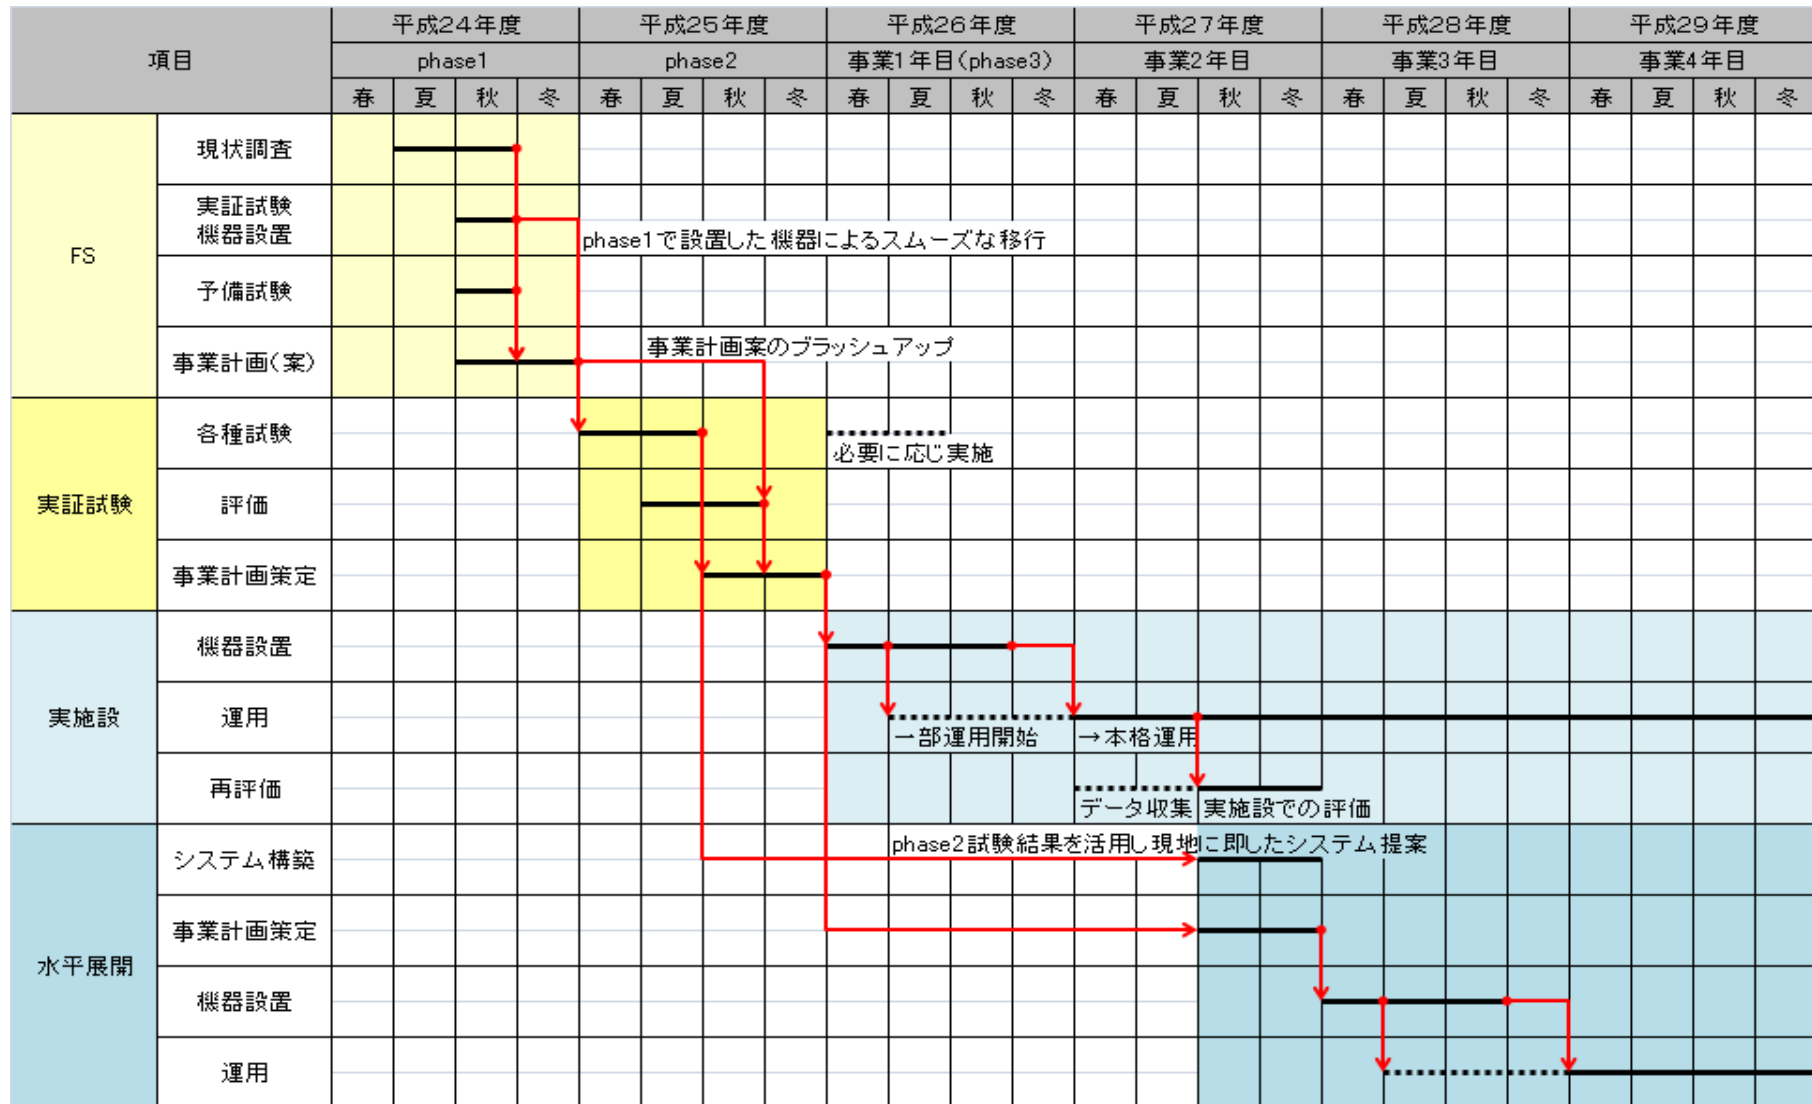 項目
平成24年度 平成25年度 平成26年度 平成27年度 平成28年度 平成29年度
phase1 phase2 事業1年目(phase3) 事業2年目 事業3年目 事業4年目
春 夏 秋 冬 春 夏 秋 冬 春 夏 秋 冬 春 夏 秋 冬 春 夏 秋 冬 春 夏 秋 冬
FS
現状調査
実証試験
機器設置
phase1で設置した機器によるスムーズな移行
予備試験
事業計画(案)
事業計画案のブラッシュアップ
実証試験
各種試験
必要に応じ実施
評価
事業計画策定
実施設
機器設置
運用
一部運用開始 →本格運用
再評価
データ収集 実施設での評価
水平展開
phase2試験結果を活用し現地に即したシステム提案
システム構築
事業計画策定
機器設置
運用